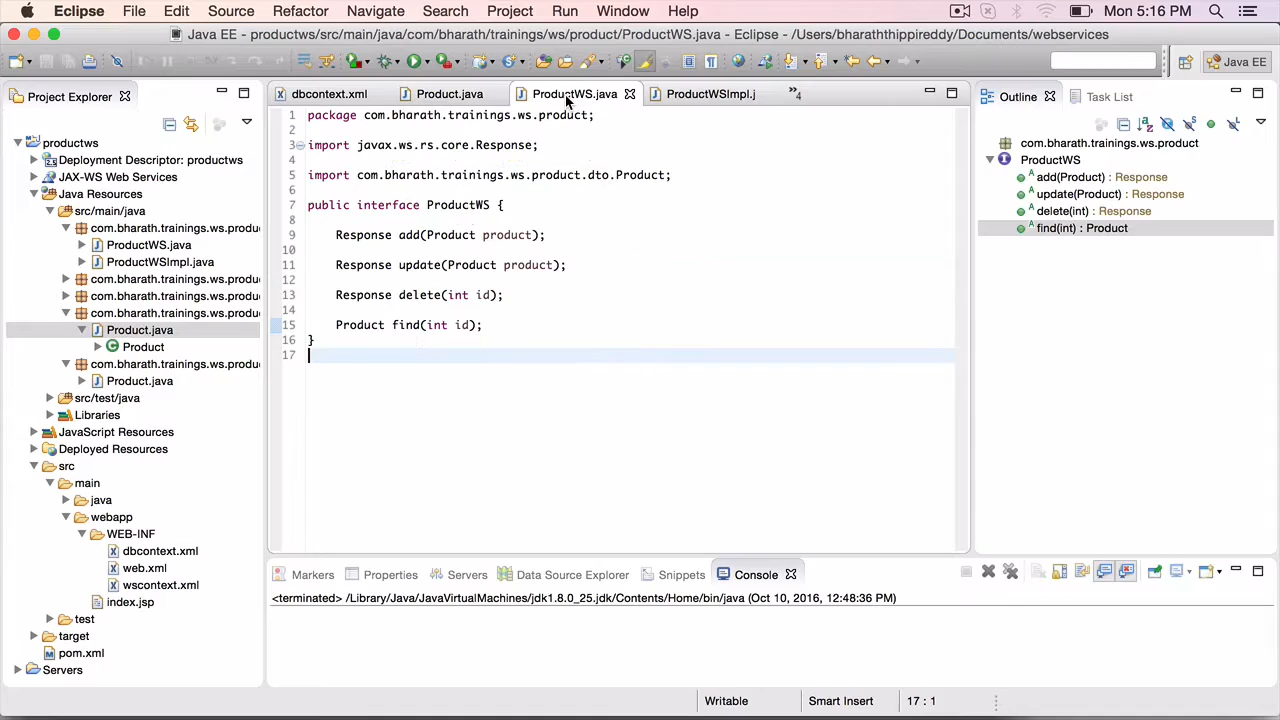 Eclipse File Edit Source Refactor Navigate Search Project Run Window Help Mon 5:16 PM
Java EE - productws/src/main/java/com/bharath/trainings/ws/product/ProductWS.java - Eclipse - /Users/bharaththippireddy/Documents/webservices
Java EE
Project Explorer
dbcontext.xml Product.java ProductWS.java ProductWSImpl.j »4
Outline Task List
productws
Deployment Descriptor: productws
JAX-WS Web Services
Java Resources
src/main/java
com.bharath.trainings.ws.produ
ProductWS.java
ProductWSImpl.java
com.bharath.trainings.ws.produ
com.bharath.trainings.ws.produ
com.bharath.trainings.ws.produ
Product.java
Product
com.bharath.trainings.ws.produ
Product.java
src/test/java
Libraries
JavaScript Resources
Deployed Resources
src
main
java
webapp
WEB-INF
dbcontext.xml
web.xml
wscontext.xml
index.jsp
test
target
pom.xml
Servers
1 package com.bharath.trainings.ws.product;
2
3 import javax.ws.rs.core.Response;
4
5 import com.bharath.trainings.ws.product.dto.Product;
6
7 public interface ProductWS {
8
9 Response add(Product product);
10
11 Response update(Product product);
12
13 Response delete(int id);
14
15 Product find(int id);
16 }
17
com.bharath.trainings.ws.product
ProductWS
add(Product) : Response
update(Product) : Response
delete(int) : Response
find(int) : Product
Markers Properties Servers Data Source Explorer Snippets Console
<terminated> /Library/Java/JavaVirtualMachines/jdk1.8.0_25.jdk/Contents/Home/bin/java (Oct 10, 2016, 12:48:36 PM)
Writable Smart Insert 17 : 1